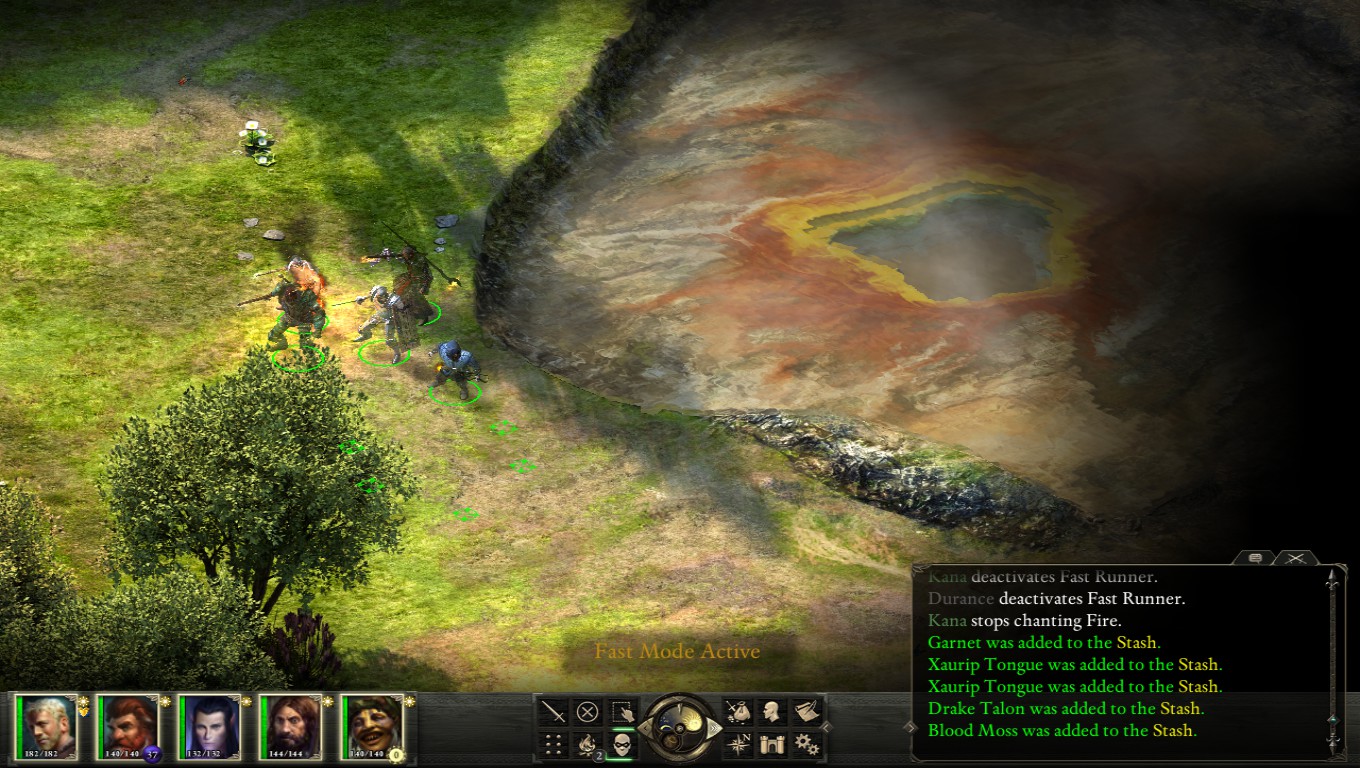 Fast Mode Active
Kana deactivates Fast Runner.
Durance deactivates Fast Runner.
Kana stops chanting Fire.
Garnet was added to the Stash.
Xaurip Tongue was added to the Stash.
Xaurip Tongue was added to the Stash.
Drake Talon was added to the Stash.
Blood Moss was added to the Stash.
182/182
140/140
37
132/132
144/144
140/140
0
2
N